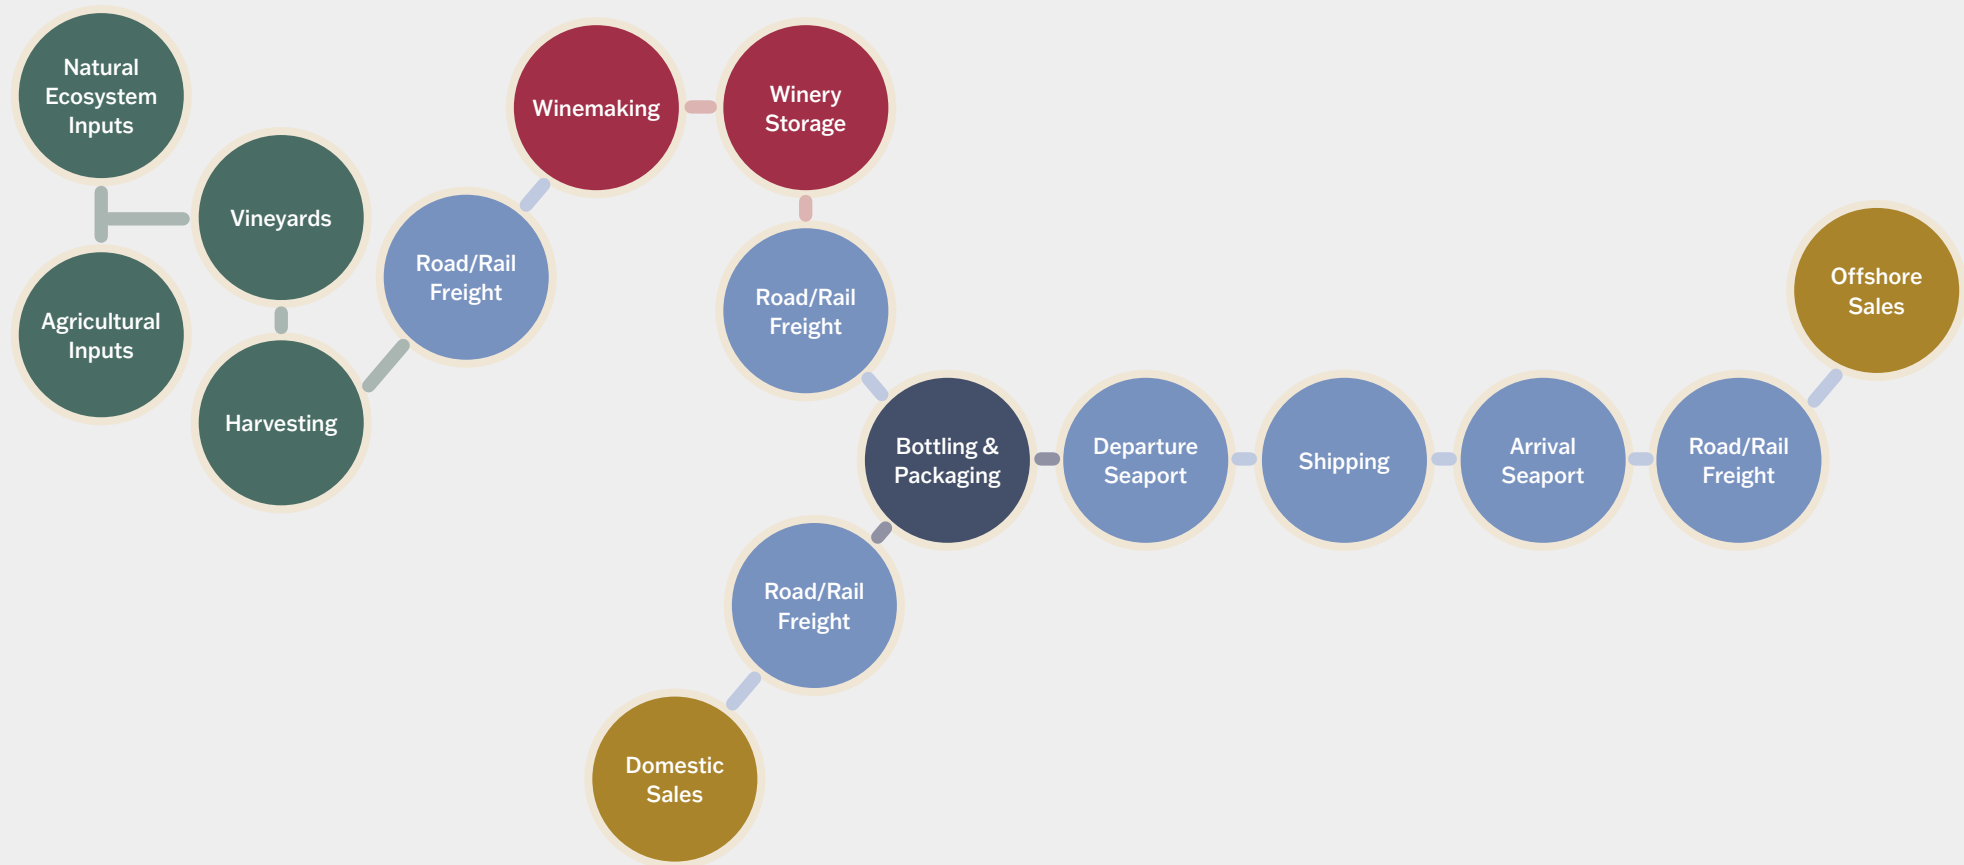 Natural
Ecosystem
Inputs
Agricultural
Inputs
Vineyards
Harvesting
Road/Rail
Freight
Winemaking
Winery
Storage
Road/Rail
Freight
Bottling &
Packaging
Road/Rail
Freight
Domestic
Sales
Departure
Seaport
Shipping
Arrival
Seaport
Road/Rail
Freight
Offshore
Sales